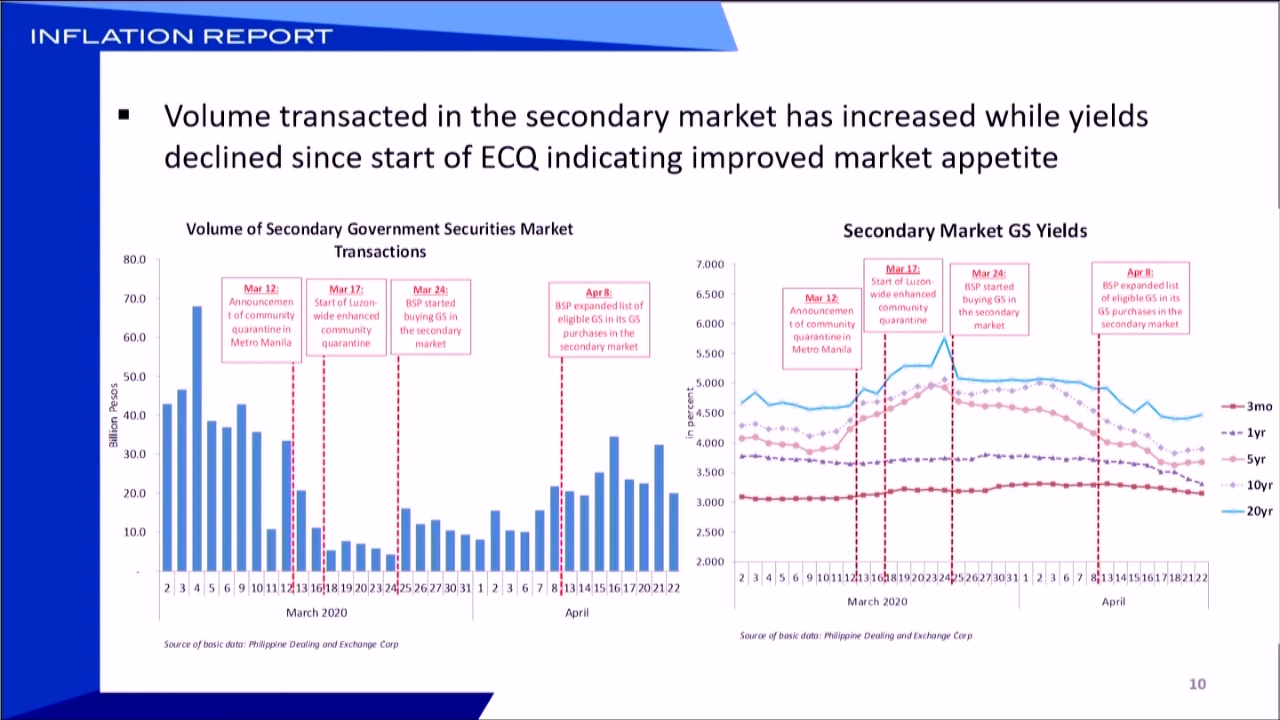 INFLATION REPORT
▪ Volume transacted in the secondary market has increased while yields
declined since start of ECQ indicating improved market appetite
Volume of Secondary Government Securities Market
Transactions
80.0
70.0
60.0
50.0
40.0
30.0
20.0
10.0
-
Billion Pesos
Mar 12:
Announcemen
t of community
quarantine in
Metro Manila
Mar 17:
Start of Luzon-
wide enhanced
community
quarantine
Mar 24:
BSP started
buying GS in
the secondary
market
Apr 8:
BSP expanded list of
eligible GS in its GS
purchases in the
secondary market
2 3 4 5 6 9 10 11 12 13 16 17 18 19 20 23 24 25 26 27 30 31 1 2 3 6 7 8 13 14 15 16 17 20 21 22
March 2020 April
Source of basic data: Philippine Dealing and Exchange Corp
Secondary Market GS Yields
7.000
6.500
6.000
5.500
5.000
4.500
4.000
3.500
3.000
2.500
2.000
in percent
Mar 12:
Announcemen
t of community
quarantine in
Metro Manila
Mar 17:
Start of Luzon-
wide enhanced
community
quarantine
Mar 24:
BSP started
buying GS in
the secondary
market
Apr 8:
BSP expanded list
of eligible GS in its
GS purchases in the
secondary market
3mo
1yr
5yr
10yr
20yr
2 3 4 5 6 9 10 11 12 13 16 18 19 20 23 24 25 26 27 30 31 1 2 3 6 7 8 13 14 15 16 17 18 21 22
March 2020 April
Source of basic data: Philippine Dealing and Exchange Corp
10